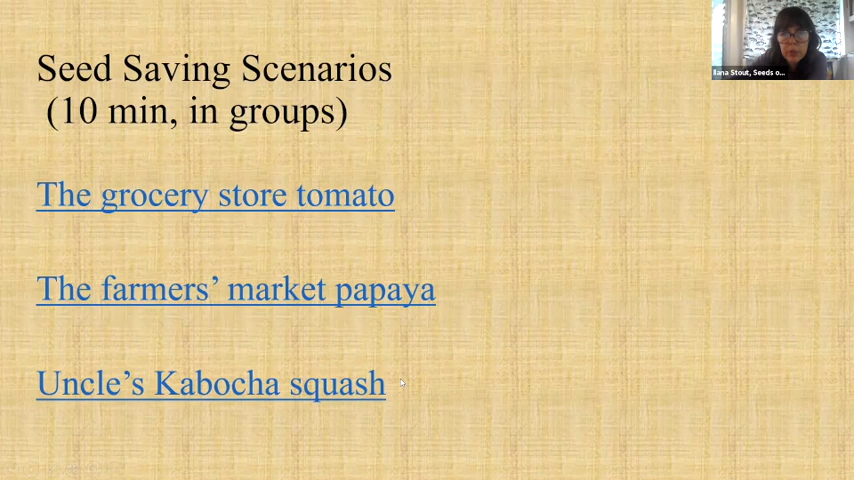 Seed Saving Scenarios
(10 min, in groups)
The grocery store tomato
The farmers’ market papaya
Uncle’s Kabocha squash
Stout, Seeds o...